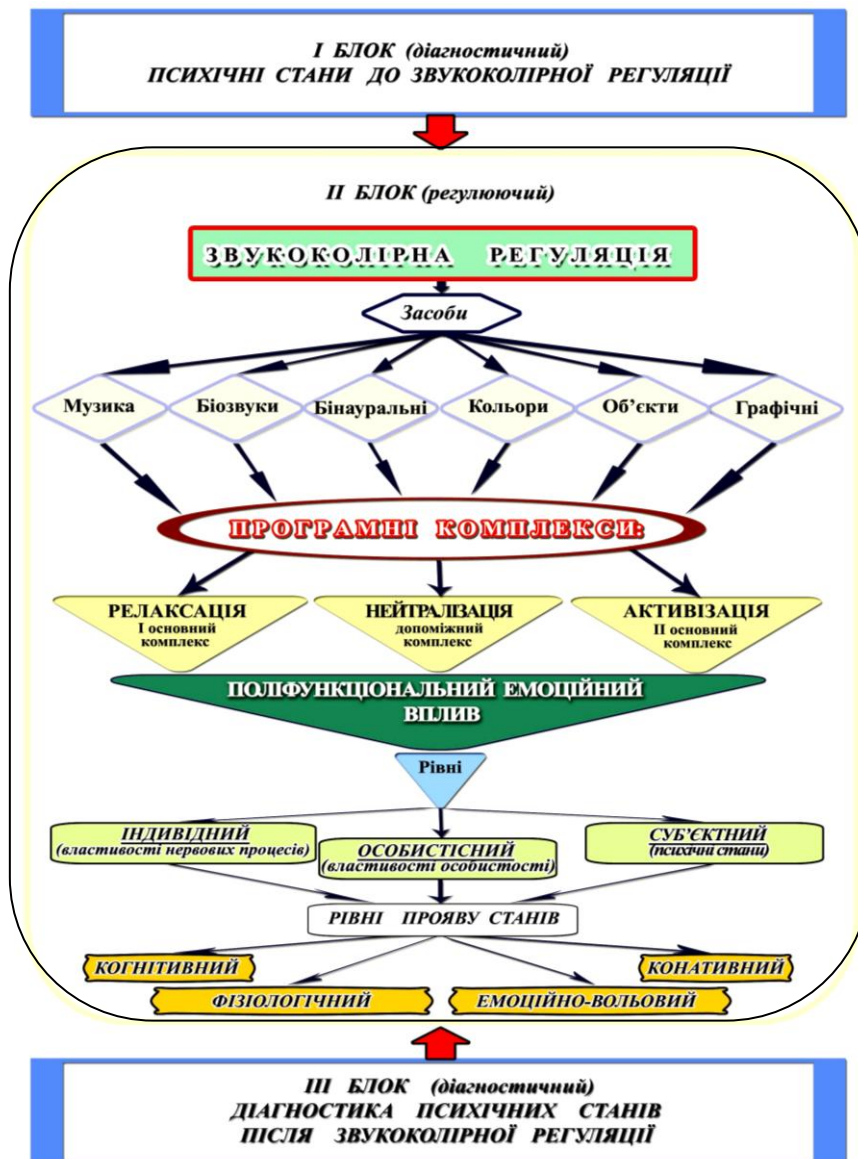 I БЛОК (діагностичний)
ПСИХІЧНІ СТАНИ ДО ЗВУКОКОЛІРНОЇ РЕГУЛЯЦІЇ
II БЛОК (регулюючий)
ЗВУКОКОЛІРНА РЕГУЛЯЦІЯ
Засоби
Музика
Біозвуки
Бінауральні
Кольори
Об’єкти
Графічні
ПРОГРАМНІ КОМПЛЕКСИ:
РЕЛАКСАЦІЯ
I основний
комплекс
НЕЙТРАЛІЗАЦІЯ
допоміжний
комплекс
АКТИВІЗАЦІЯ
II основний
комплекс
ПОЛІФУНКЦІОНАЛЬНИЙ ЕМОЦІЙНИЙ
ВПЛИВ
Рівні
ІНДИВІДНИЙ
(властивості нервових процесів)
ОСОБИСТІСНИЙ
(властивості особистості)
СУБ’ЄКТНИЙ
(психічні стани)
РІВНІ ПРОЯВУ СТАНІВ
КОГНІТИВНИЙ
КОНАТИВНИЙ
ФІЗІОЛОГІЧНИЙ
ЕМОЦІЙНО-ВОЛЬОВИЙ
III БЛОК (діагностичний)
ДІАГНОСТИКА ПСИХІЧНИХ СТАНІВ
ПІСЛЯ ЗВУКОКОЛІРНОЇ РЕГУЛЯЦІЇ